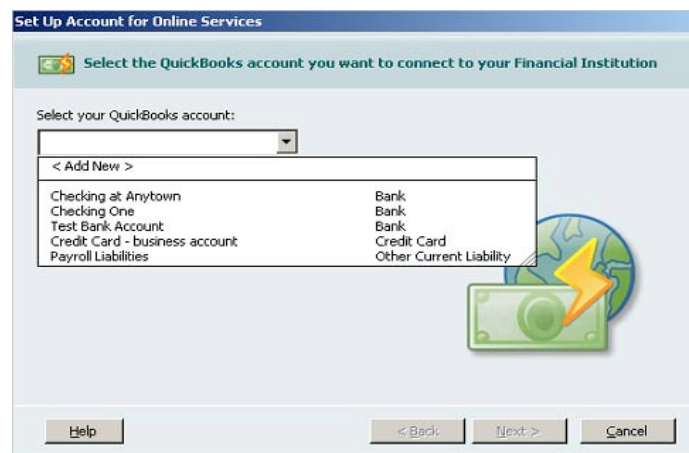 Set Up Account for Online Services
Select the QuickBooks account you want to connect to your Financial Institution
Select your QuickBooks account:
< Add New >
Checking at Anytown Bank
Checking One Bank
Test Bank Account Bank
Credit Card - business account Credit Card
Payroll Liabilities Other Current Liability
Help < Back Next > Cancel